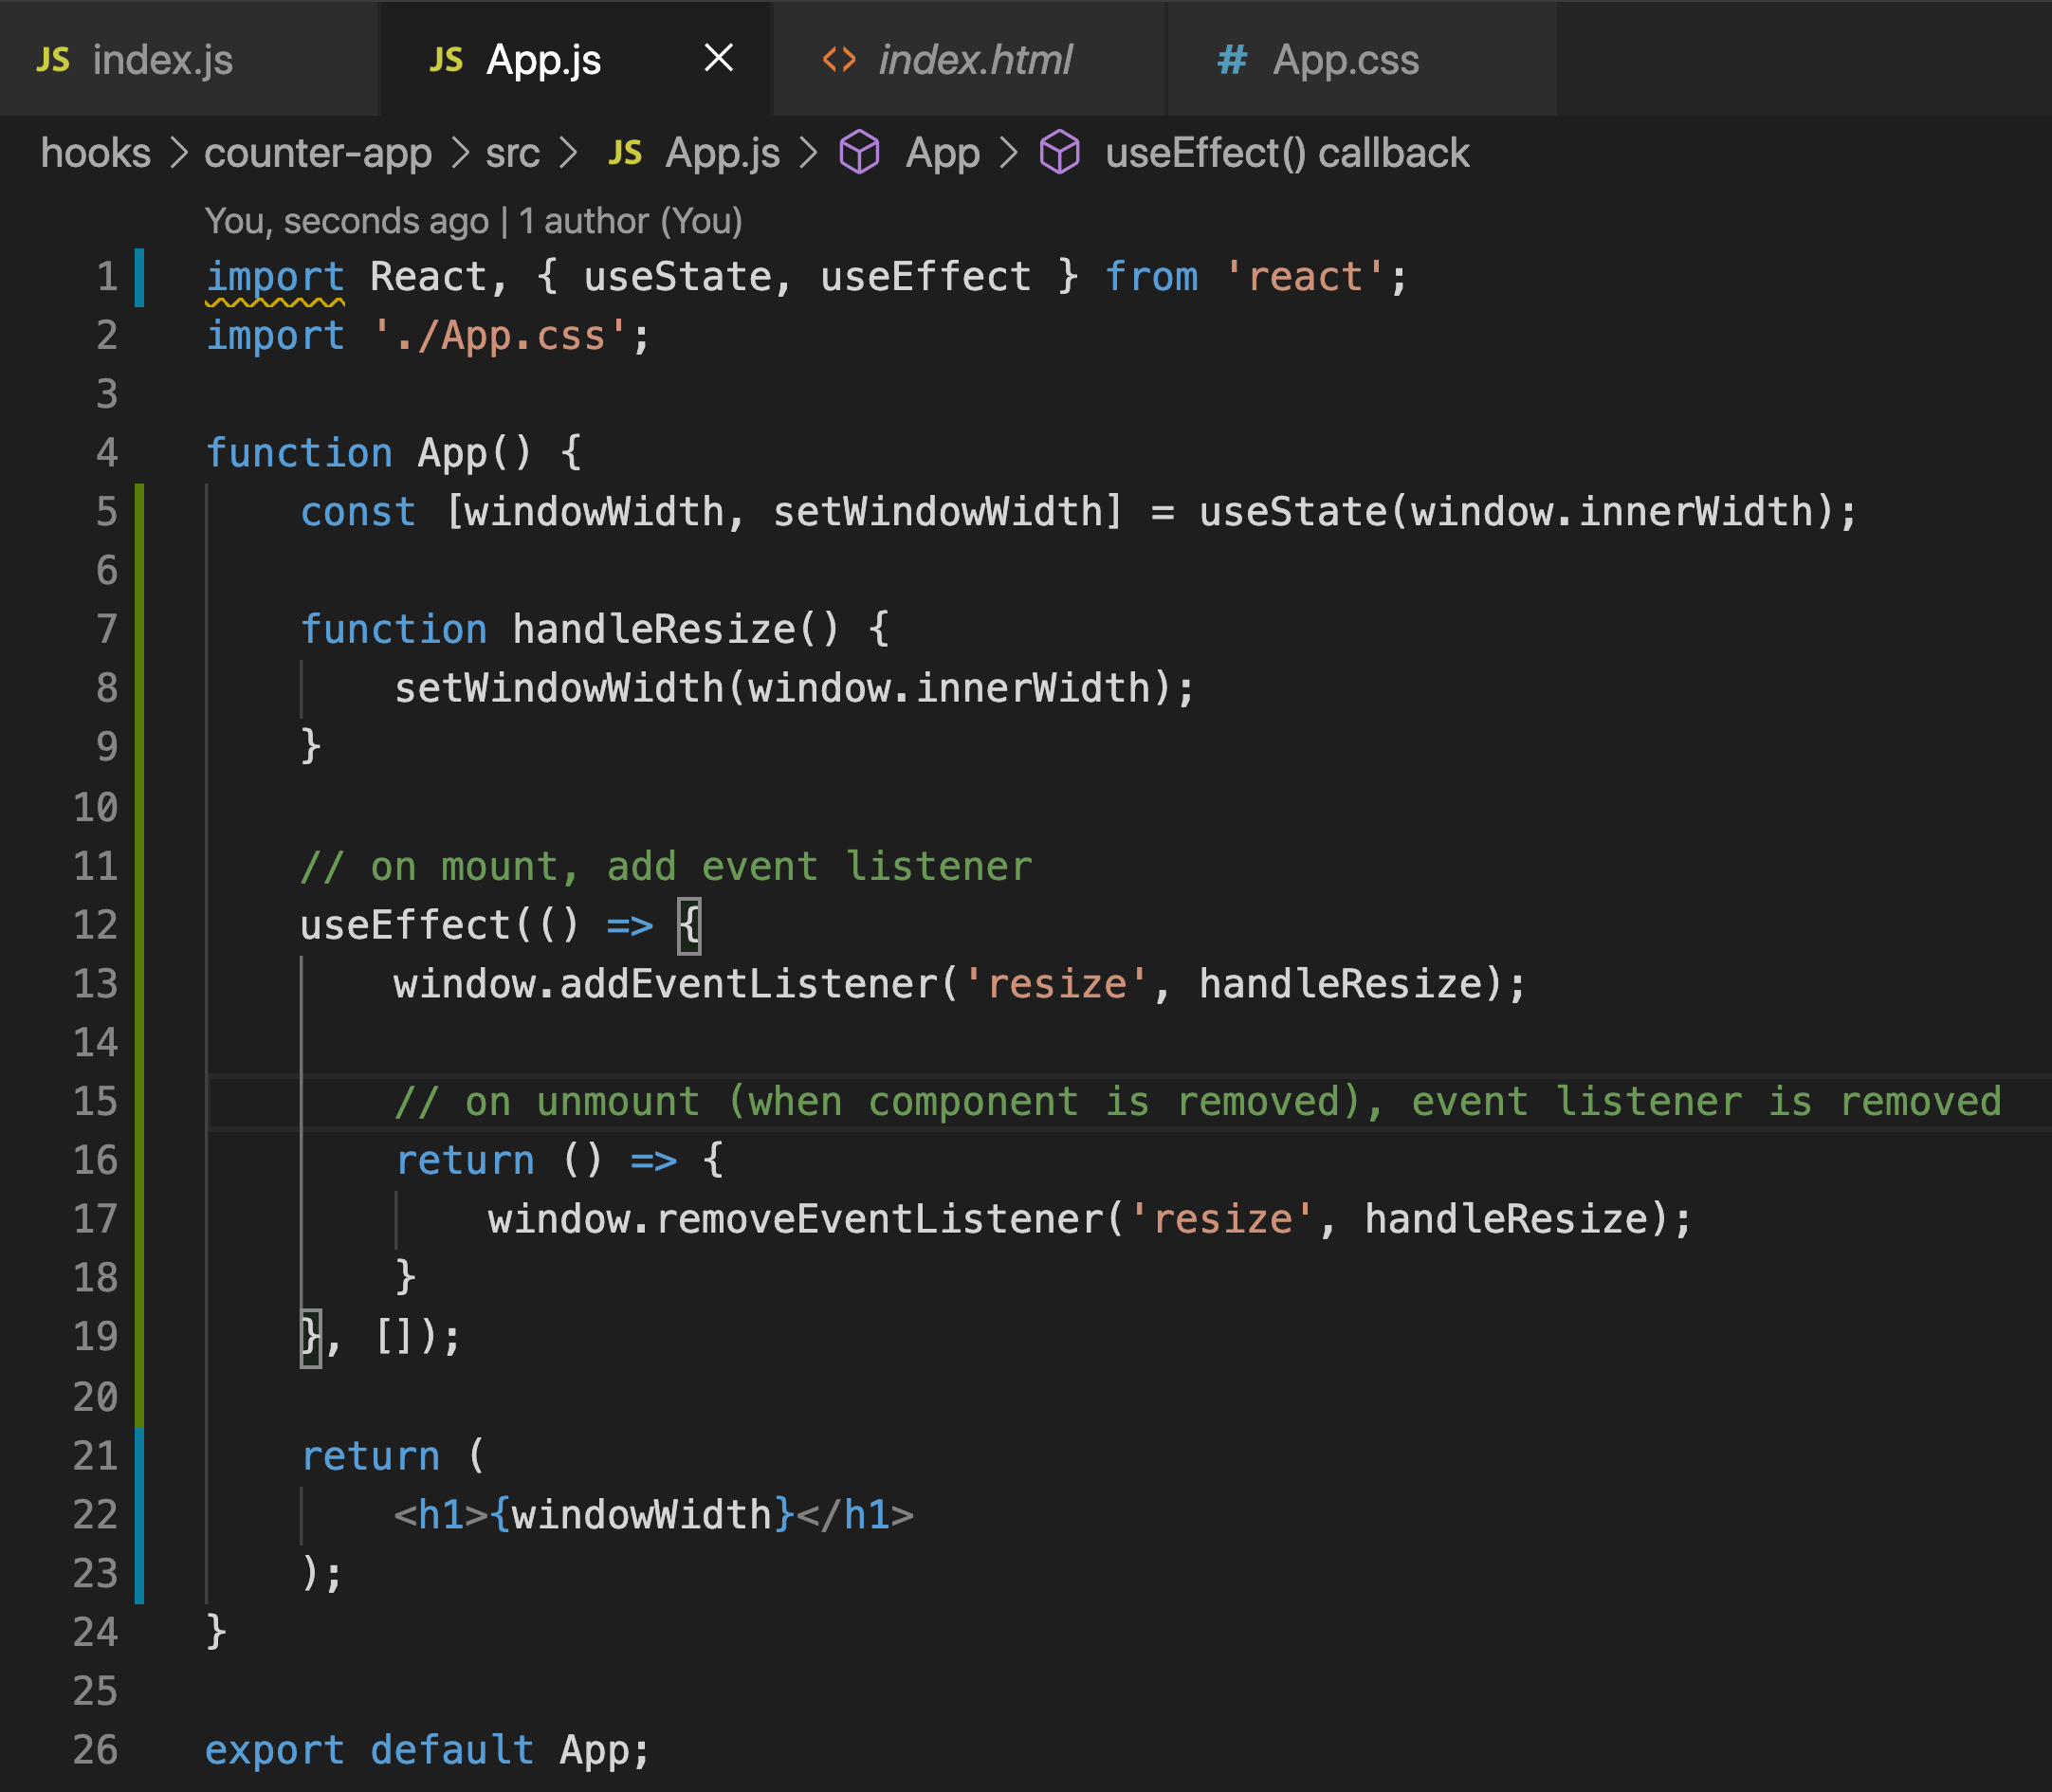 JS index.js JS App.js × <> index.html # App.css
hooks > counter-app > src > JS App.js > App > useEffect() callback
You, seconds ago | 1 author (You)
1 import React, { useState, useEffect } from 'react';
2 import './App.css';
3
4 function App() {
5     const [windowWidth, setWindowWidth] = useState(window.innerWidth);
6
7     function handleResize() {
8         setWindowWidth(window.innerWidth);
9     }
10
11     // on mount, add event listener
12     useEffect(() => {
13         window.addEventListener('resize', handleResize);
14
15         // on unmount (when component is removed), event listener is removed
16         return () => {
17             window.removeEventListener('resize', handleResize);
18         }
19     }, []);
20
21     return (
22         <h1>{windowWidth}</h1>
23     );
24 }
25
26 export default App;